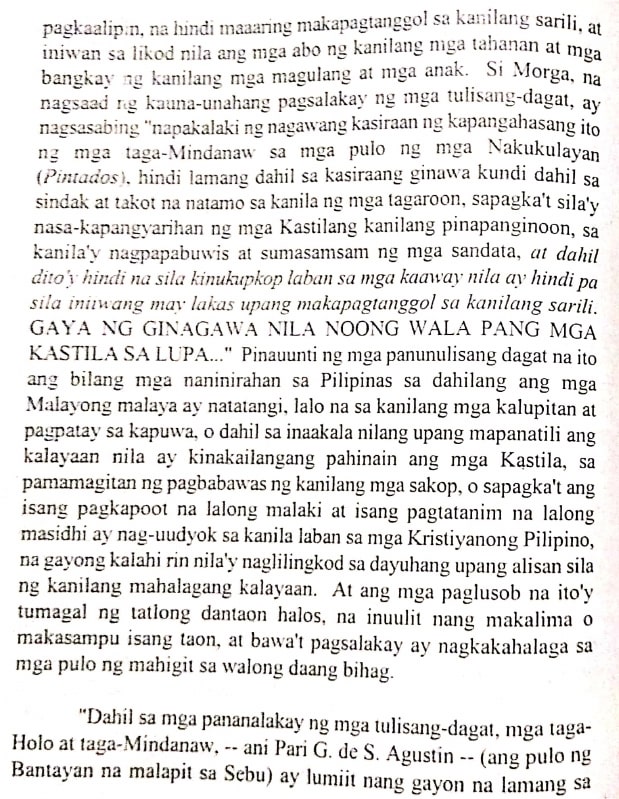 pagkaalipin, na hindi maaaring makapagtanggol sa kanilang sarili, at
iniwan sa likod nila ang mga abo ng kanilang mga tahanan at mga
bangkay ng kanilang mga magulang at mga anak. Si Morga, na
nagsaad ng kauna-unahang pagsalakay ng mga tulisang-dagat, ay
nagsasabing "napakalaki ng nagawang kasiraan ng kapangahasang ito
ng mga taga-Mindanaw sa mga pulo ng mga Nakukulayan
(Pintados), hindi lamang dahil sa kasiraang ginawa kundi dahil sa
sindak at takot na natamo sa kanila ng mga tagaroon, sapagka't sila'y
nasa-kapangyarihan ng mga Kastilang kanilang pinapanginoon, sa
kanila'y nagpapabuwis at sumasamsam ng mga sandata, at dahil
dito'y hindi na sila kinukupkop laban sa mga kaaway nila ay hindi pa
sila iniiwang may lakas upang makapagtanggol sa kanilang sarili.
GAYA NG GINAGAWA NILA NOONG WALA PANG MGA
KASTILA SA LUPA..." Pinauunti ng mga panunulisang dagat na ito
ang bilang mga naninirahan sa Pilipinas sa dahilang ang mga
Malayong malaya ay natatangi, lalo na sa kanilang mga kalupitan at
pagpatay sa kapuwa, o dahil sa inaakala nilang upang mapanatili ang
kalayaan nila ay kinakailangang pahinain ang mga Kastila, sa
pamamagitan ng pagbabawas ng kanilang mga sakop, o sapagka't ang
isang pagkapoot na lalong malaki at isang pagtatanim na lalong
masidhi ay nag-uudyok sa kanila laban sa mga Kristiyanong Pilipino,
na gayong kalahi rin nila'y naglilingkod sa dayuhang upang alisan sila
ng kanilang mahalagang kalayaan. At ang mga paglusob na ito'y
tumagal ng tatlong dantaon halos, na inuulit nang makalima o
makasampu isang taon, at bawa't pagsalakay ay nagkakahalaga sa
mga pulo ng mahigit sa walong daang bihag.
"Dahil sa mga pananalakay ng mga tulisang-dagat, mga taga-
Holo at taga-Mindanaw, -- ani Pari G. de S. Agustin -- (ang pulo ng
Bantayan na malapit sa Sebu) ay lumiit nang gayon na lamang sa